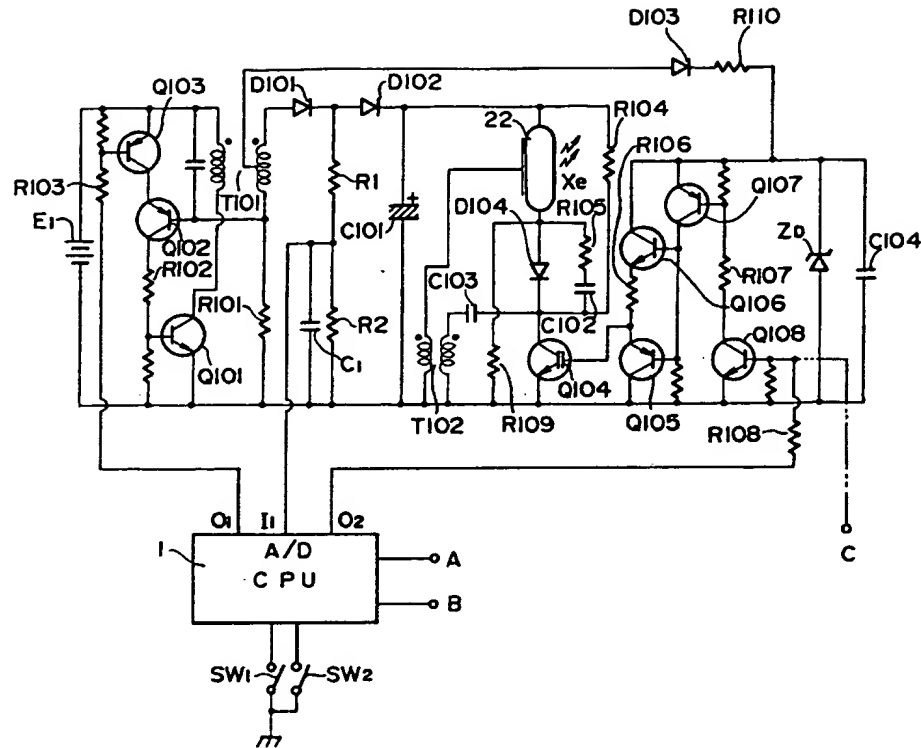 D103 R110
Q103
D101 D102
22
R104
R106
Xe
R103
T101
R1
D104
R105
Q107
E1
Q102
C101
ZD
C104
R102
C103
R107
Q106
R101
R2
C102
Q108
Q101
C1
Q104
T102
R109
Q105
R108
O1 I1 O2
1
A/D
CPU
A
B
C
SW1 SW2